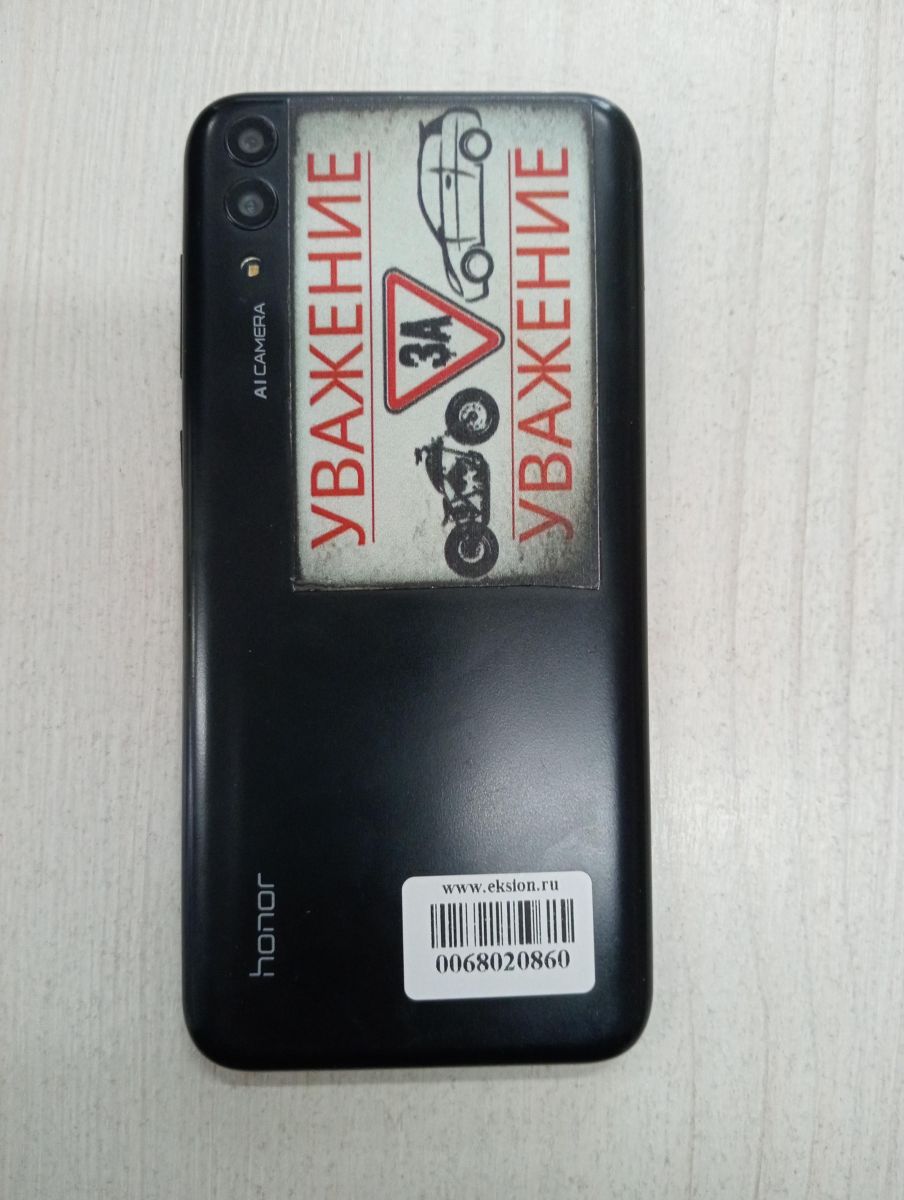 AI CAMERA
УВАЖЕНИЕ
ЗА
УВАЖЕНИЕ
honor
www.eksion.ru
0068020860